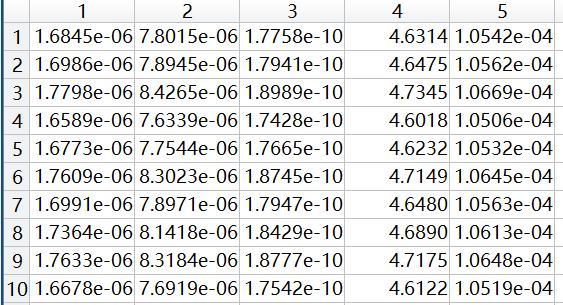 1 2 3 4 5
1 1.6845e-06 7.8015e-06 1.7758e-10 4.6314 1.0542e-04
2 1.6986e-06 7.8945e-06 1.7941e-10 4.6475 1.0562e-04
3 1.7798e-06 8.4265e-06 1.8989e-10 4.7345 1.0669e-04
4 1.6589e-06 7.6339e-06 1.7428e-10 4.6018 1.0506e-04
5 1.6773e-06 7.7544e-06 1.7665e-10 4.6232 1.0532e-04
6 1.7609e-06 8.3023e-06 1.8745e-10 4.7149 1.0645e-04
7 1.6991e-06 7.8971e-06 1.7947e-10 4.6480 1.0563e-04
8 1.7364e-06 8.1418e-06 1.8429e-10 4.6890 1.0613e-04
9 1.7633e-06 8.3184e-06 1.8777e-10 4.7175 1.0648e-04
10 1.6678e-06 7.6919e-06 1.7542e-10 4.6122 1.0519e-04